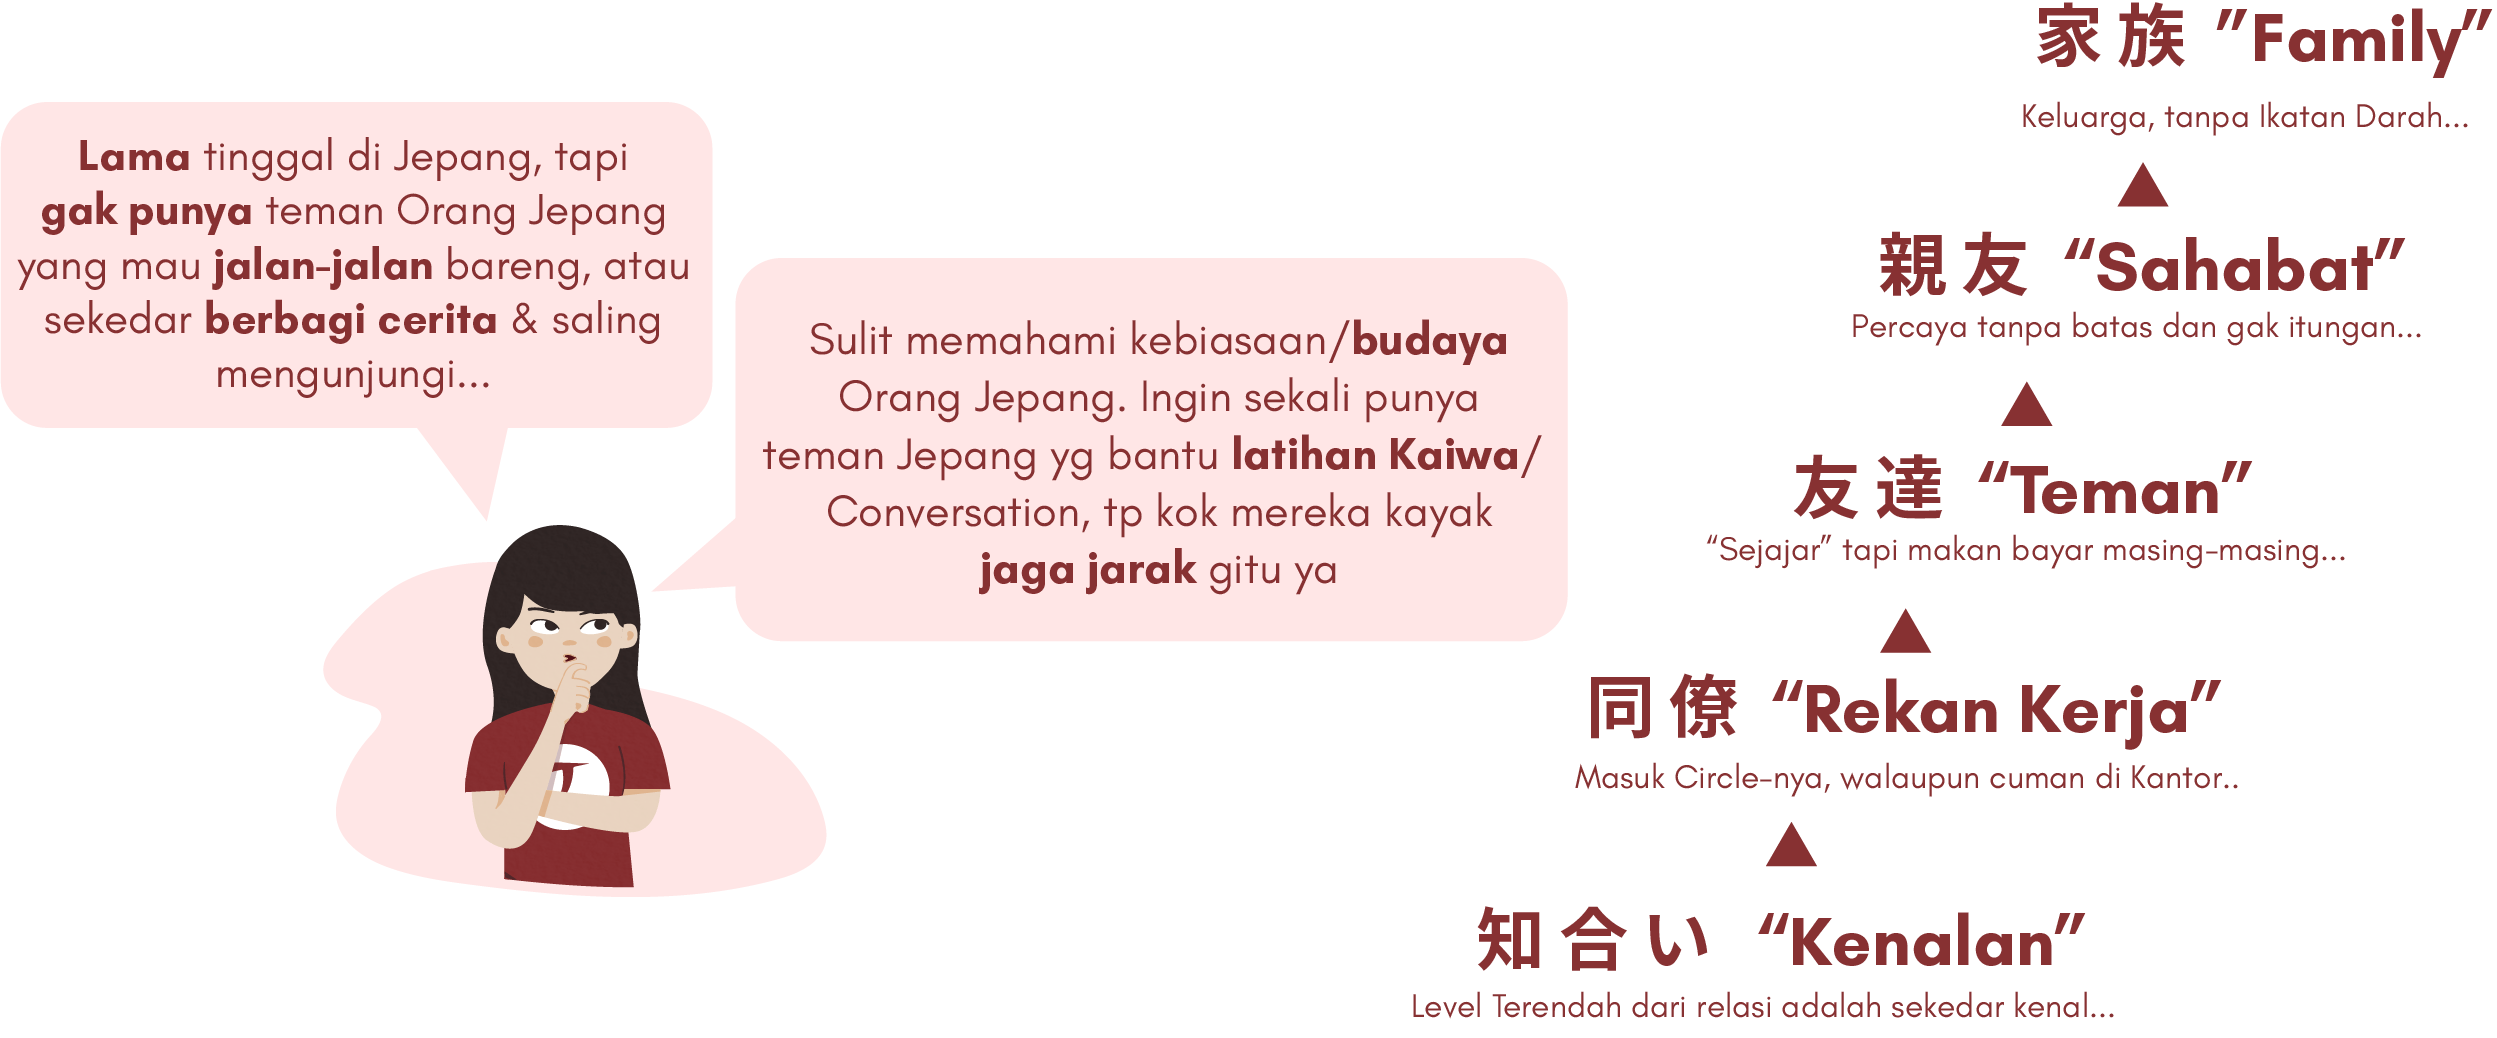 Lama tinggal di Jepang, tapi
gak punya teman Orang Jepang
yang mau jalan-jalan bareng, atau
sekedar berbagi cerita & saling
mengunjungi...
Sulit memahami kebiasaan/budaya
Orang Jepang. Ingin sekali punya
teman Jepang yg bantu latihan Kaiwa/
Conversation, tp kok mereka kayak
jaga jarak gitu ya
家族 ”Family”
Keluarga, tanpa Ikatan Darah...
親友 “Sahabat”
Percaya tanpa batas dan gak itungan...
友達 “Teman”
“Sejajar” tapi makan bayar masing-masing...
同僚 “Rekan Kerja”
Masuk Circle-nya, walaupun cuman di Kantor..
知合い “Kenalan”
Level Terendah dari relasi adalah sekedar kenal...